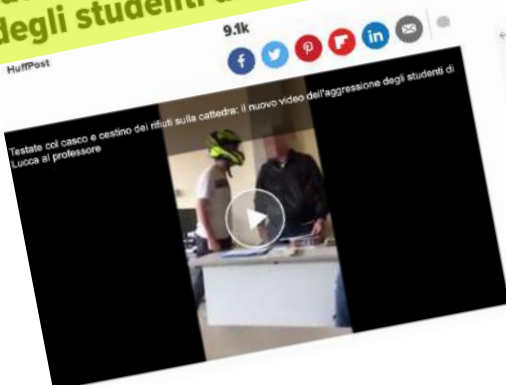 degli studenti
9.1k
HuffPost
Testate col casco e cestino dei rifiuti sulla cattedra: il nuovo video dell'aggressione degli studenti di
Lucca al professore